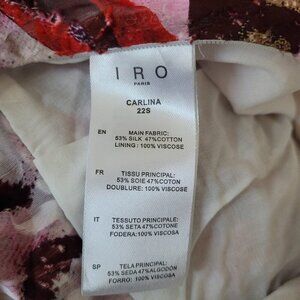 IRO
PARIS
CARLINA
22S
EN
MAIN FABRIC:
53% SILK 47%COTTON
LINING : 100% VISCOSE
FR
TISSU PRINCIPAL:
53% SOIE 47%COTON
DOUBLURE: 100% VISCOSE
IT
TESSUTO PRINCIPALE:
53% SETA 47%COTONE
FODERA:100% VISCOSA
SP
TELA PRINCIPAL:
53% SEDA 47%ALGODÓN
FORRO: 100% VISCOSA